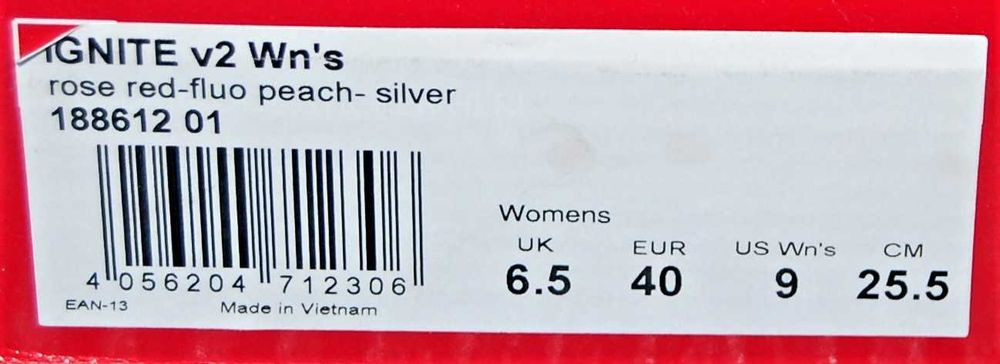 IGNITE v2 Wn's
rose red-fluo peach- silver
188612 01
4 056204 712306
EAN-13 Made in Vietnam
Womens
UK EUR US Wn's CM
6.5 40 9 25.5